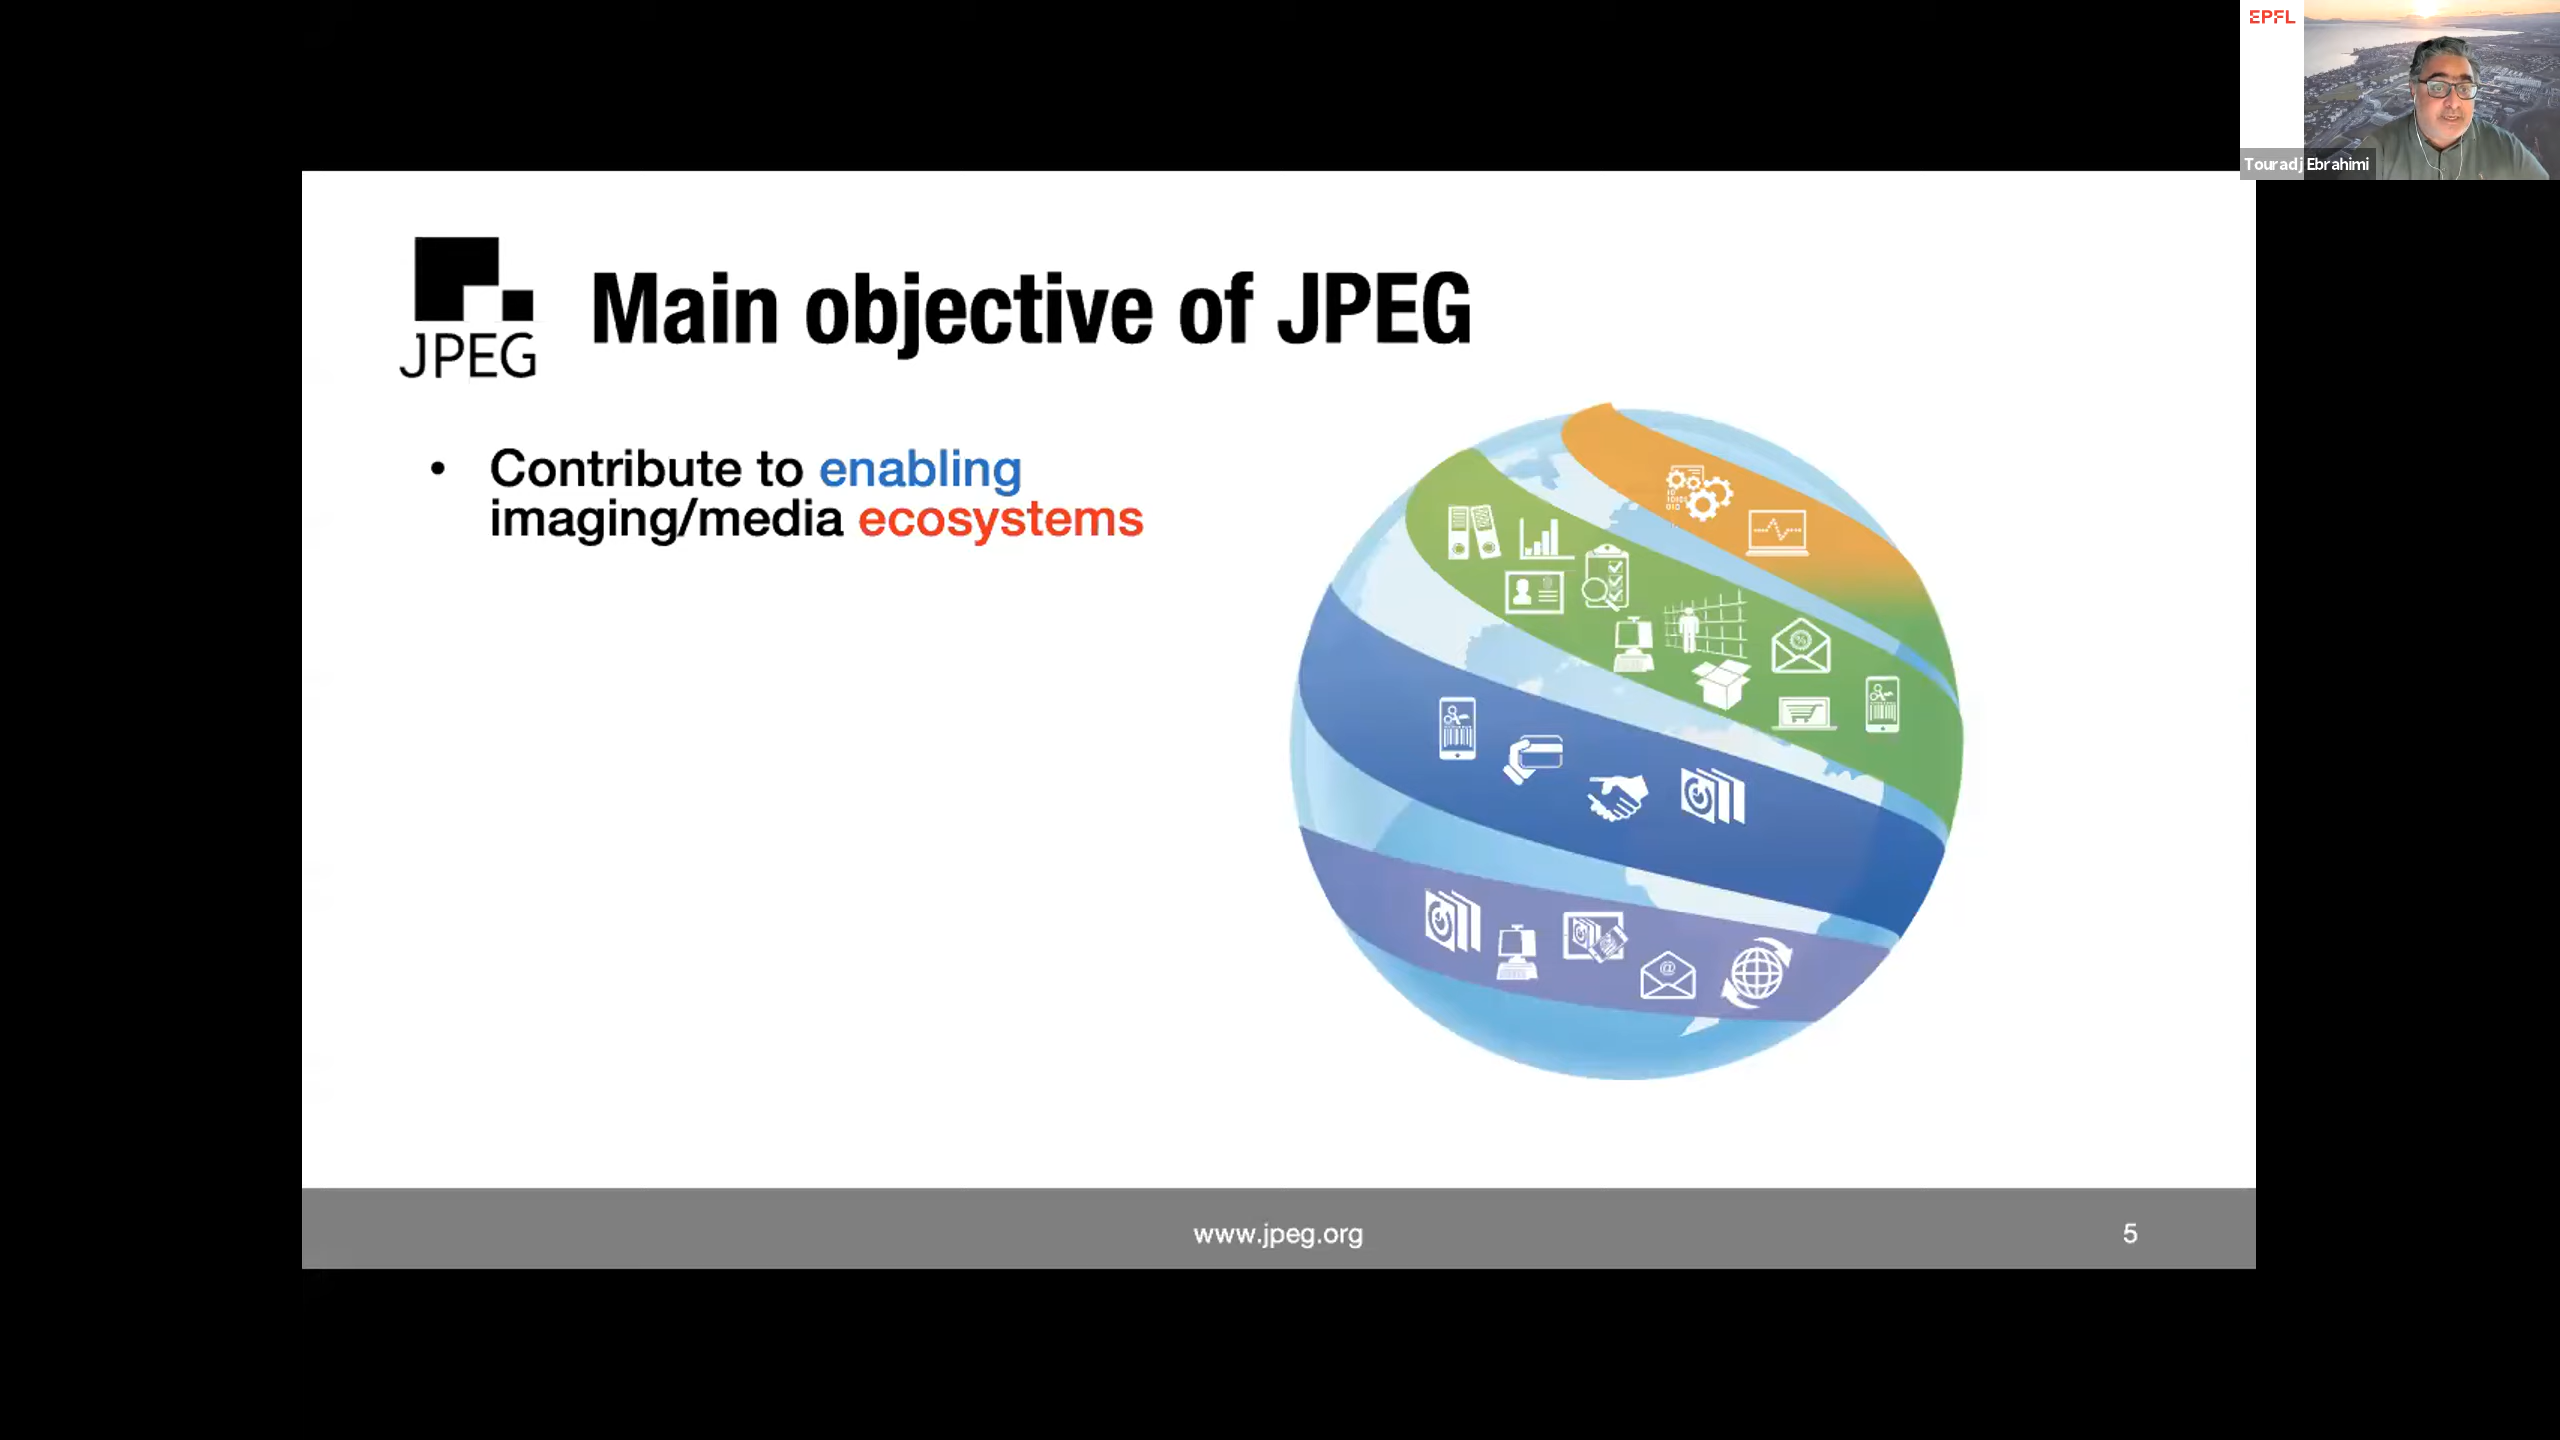 EPFL
Touradj Ebrahimi
JPEG
Main objective of JPEG
• Contribute to enabling
imaging/media ecosystems
www.jpeg.org
5